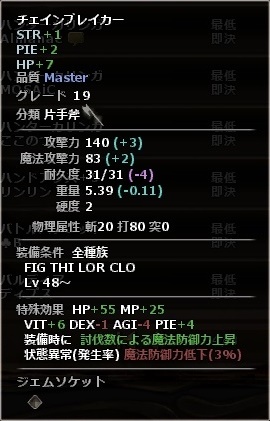 チェインブレイカー
STR+1
PIE+2
HP+7
品質 Master
グレード 19
分類 片手斧
攻撃力 140 (+3)
魔法攻撃力 83 (+2)
耐久度 31/31 (-4)
重量 5.39 (-0.11)
硬度 2
物理属性 斬20 打80 突0
装備条件 全種族
FIG THI LOR CLO
Lv 48~
特殊効果 HP+55 MP+25
VIT+6 DEX-1 AGI-4 PIE+4
装備時に 討伐数による魔法防御力上昇
状態異常(発生率) 魔法防御力低下(3%)
ジェムソケット